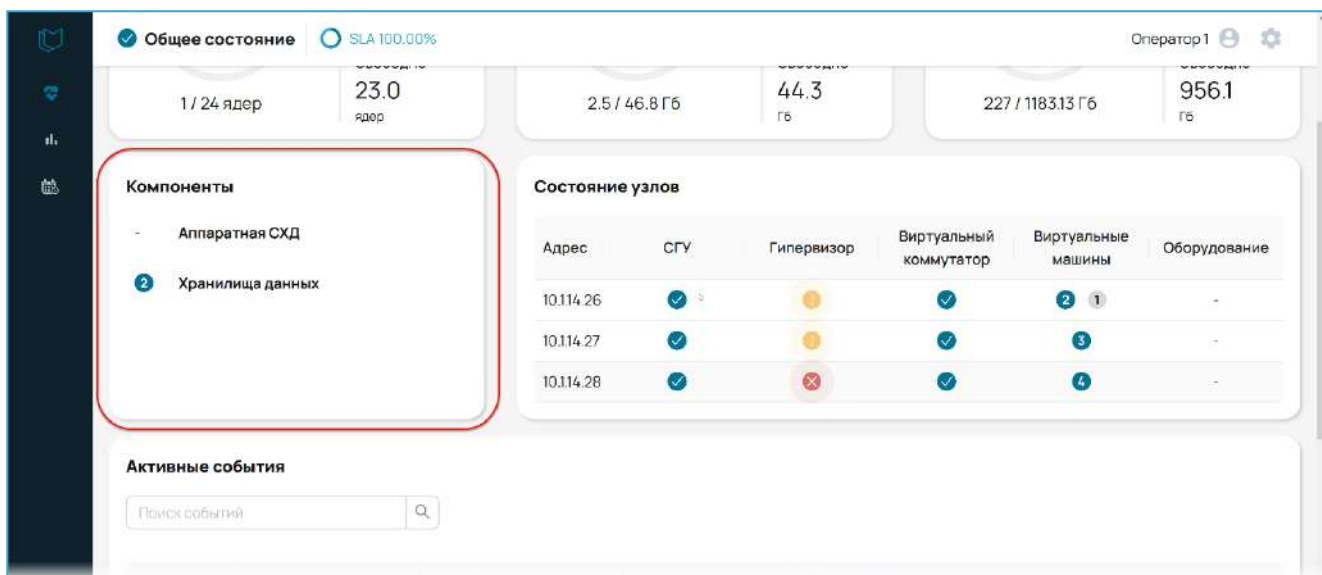 Общее состояние SLA 100.00% Оператор 1
1 / 24 ядер 23.0 ядер 2.5 / 46.8 Гб 44.3 Гб 227 / 1183.13 Гб 956.1 Гб
Компоненты
- Аппаратная СХД
2 Хранилища данных
Состояние узлов
Адрес СГУ Гипервизор Виртуальный коммутатор Виртуальные машины Оборудование
10.1.14.26 2 1 -
10.1.14.27 3 -
10.1.14.28 4 -
Активные события
Поиск событий